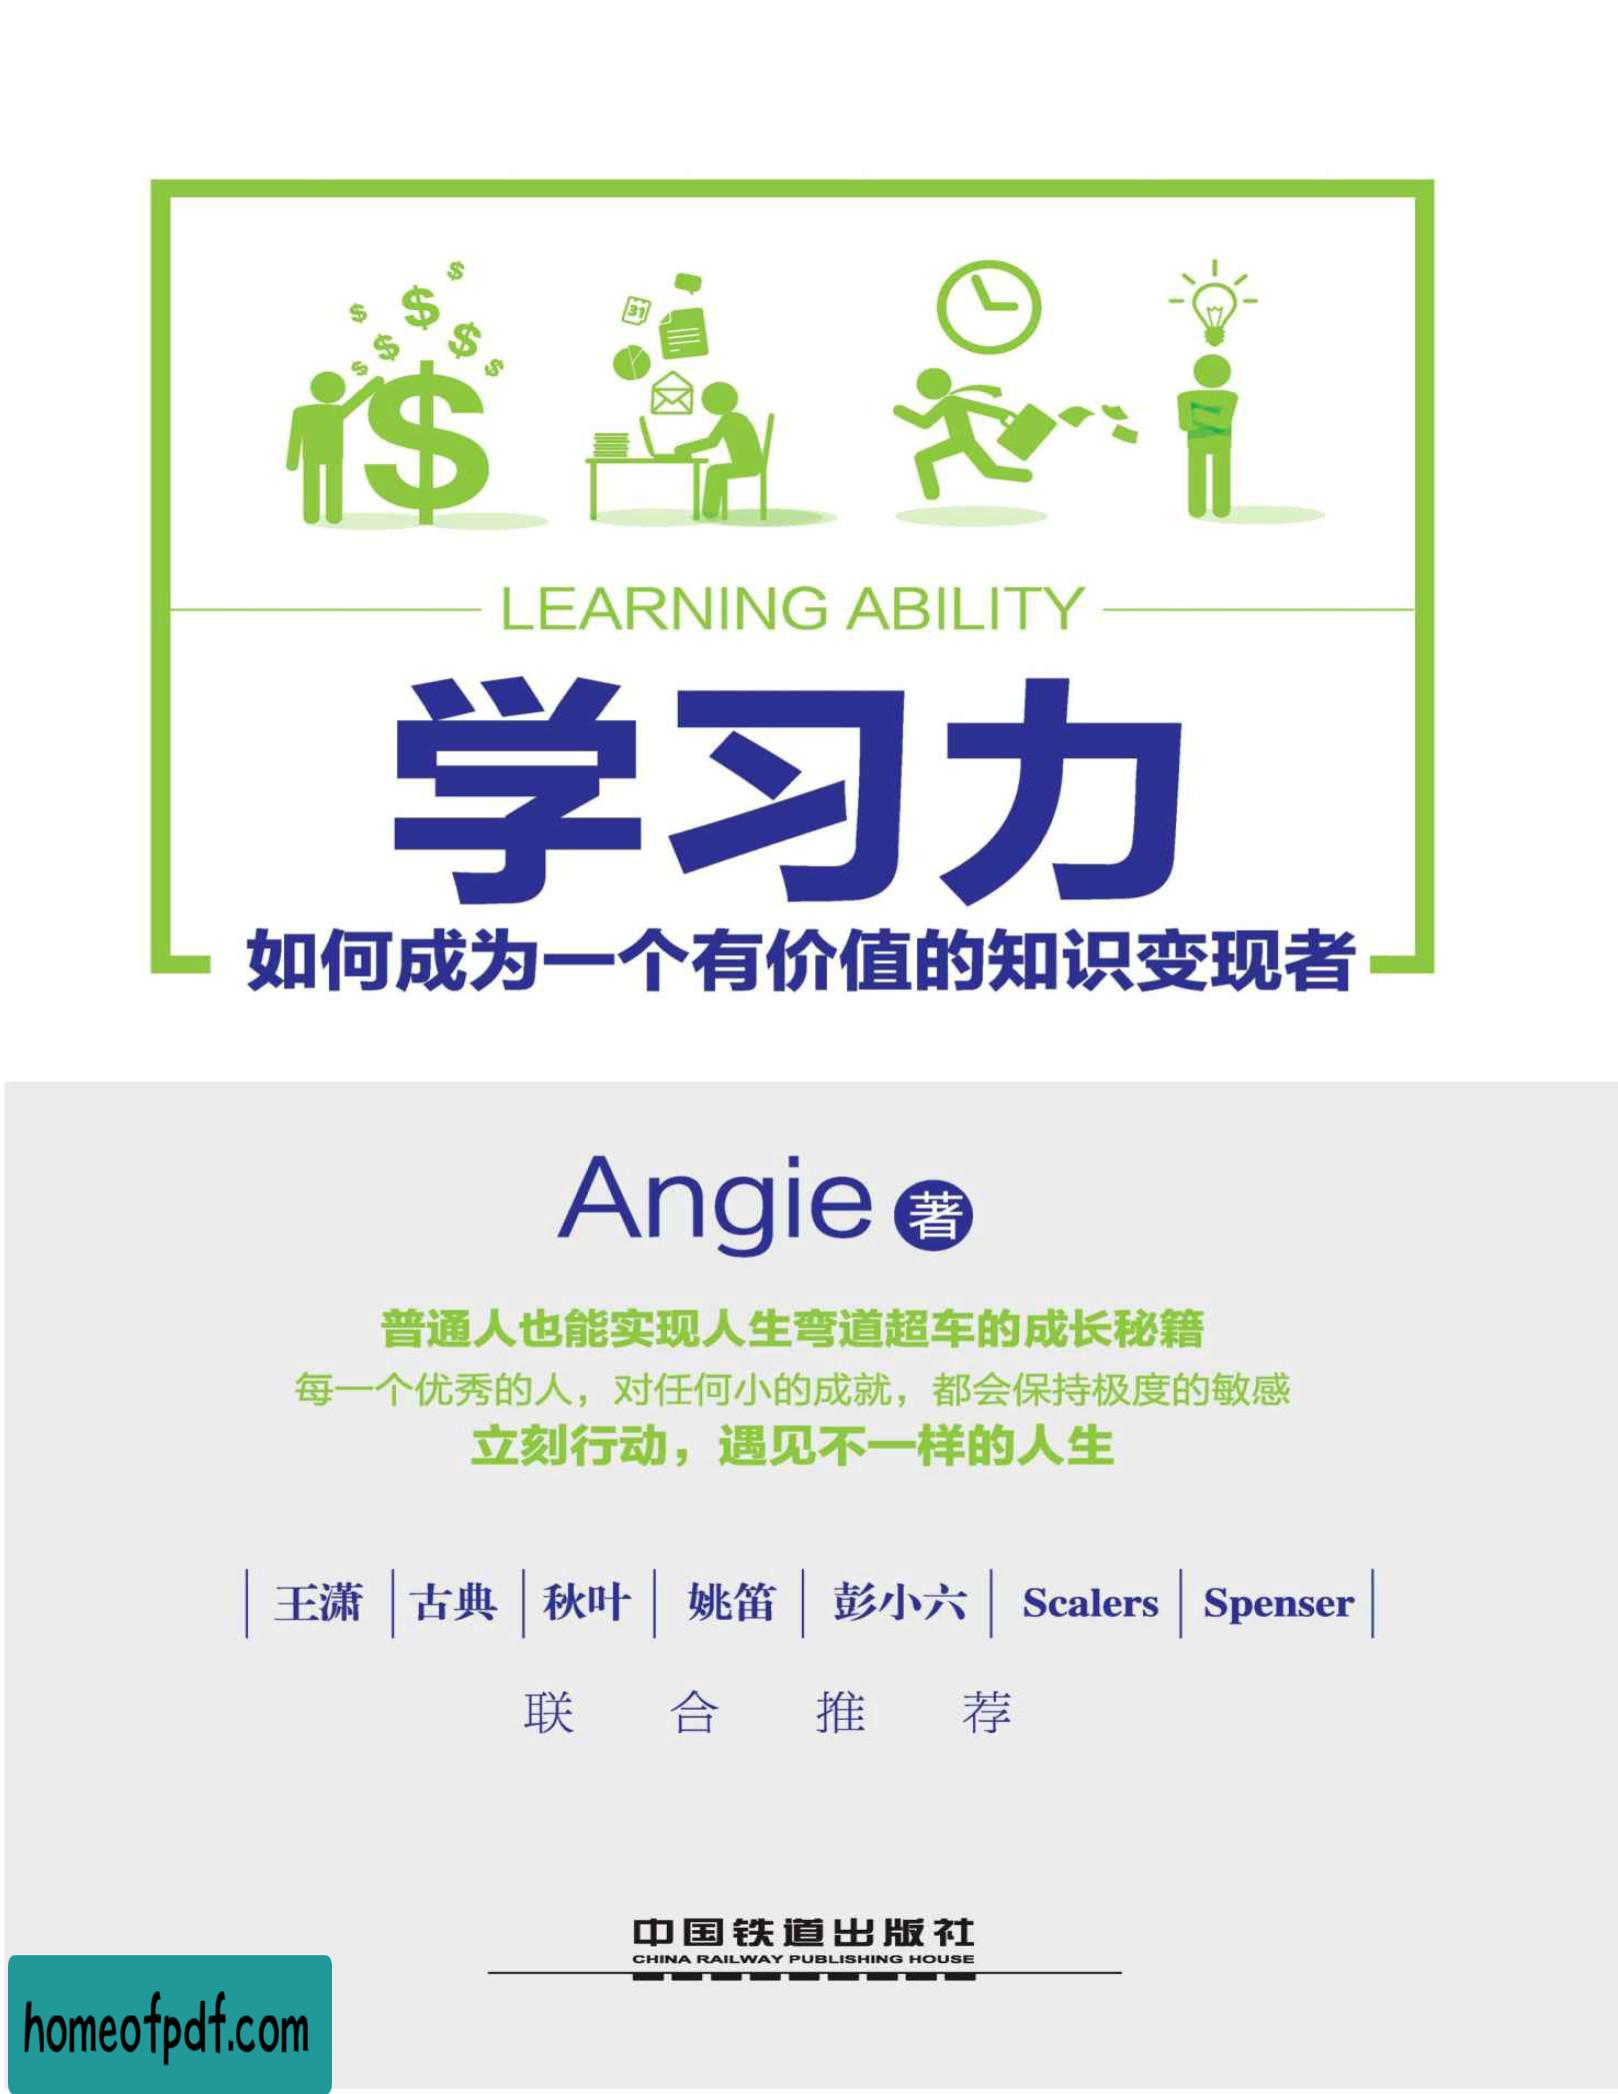 $ $ $ $ $ $ $ $
31
LEARNING ABILITY
学习力
如何成为一个有价值的知识变现者
Angie 著
普通人也能实现人生弯道超车的成长秘籍
每一个优秀的人，对任何小的成就，都会保持极度的敏感
立刻行动，遇见不一样的人生
王潇 | 古典 | 秋叶 | 姚笛 | 彭小六 | Scalers | Spenser
联合推荐
中国铁道出版社
CHINA RAILWAY PUBLISHING HOUSE
homeofpdf.com